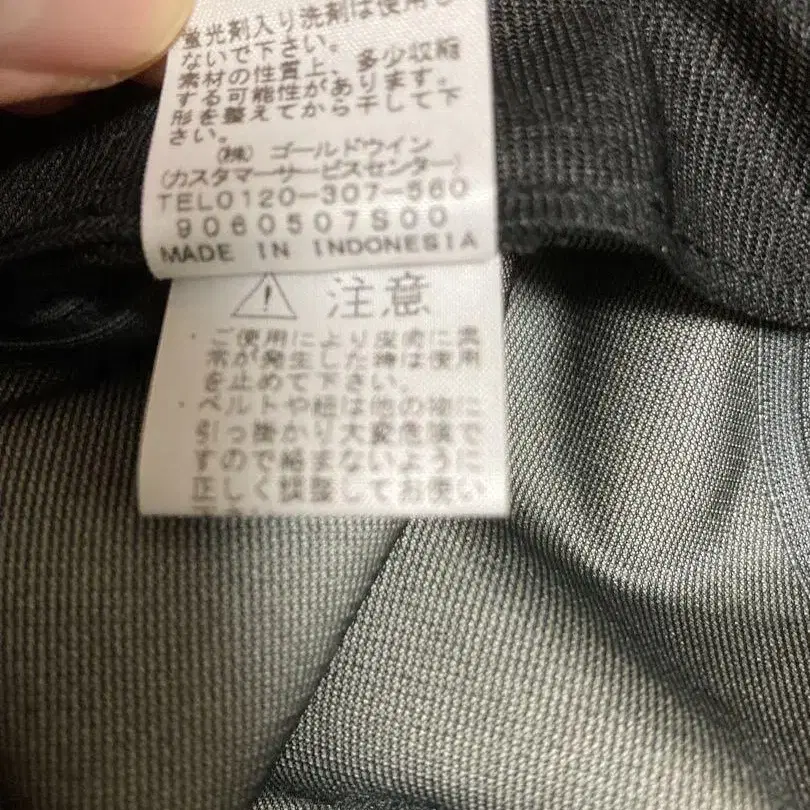 蛍光剤入り洗剤は使用し
ないで下さい。
素材の性質上、多少収縮
する可能性があります。
形を整えてから干して下
さい。
(株) ゴールドウイン
(カスタマーサービスセンター)
TEL0120-307-560
9060507S00
MADE IN INDONESIA
注意
・ご使用により皮膚に異
常が発生した時は使用
を止めて下さい。
・ベルトや紐は他の物に
引っ掛かり大変危険で
すので絡まないように
正しく調整してお使い